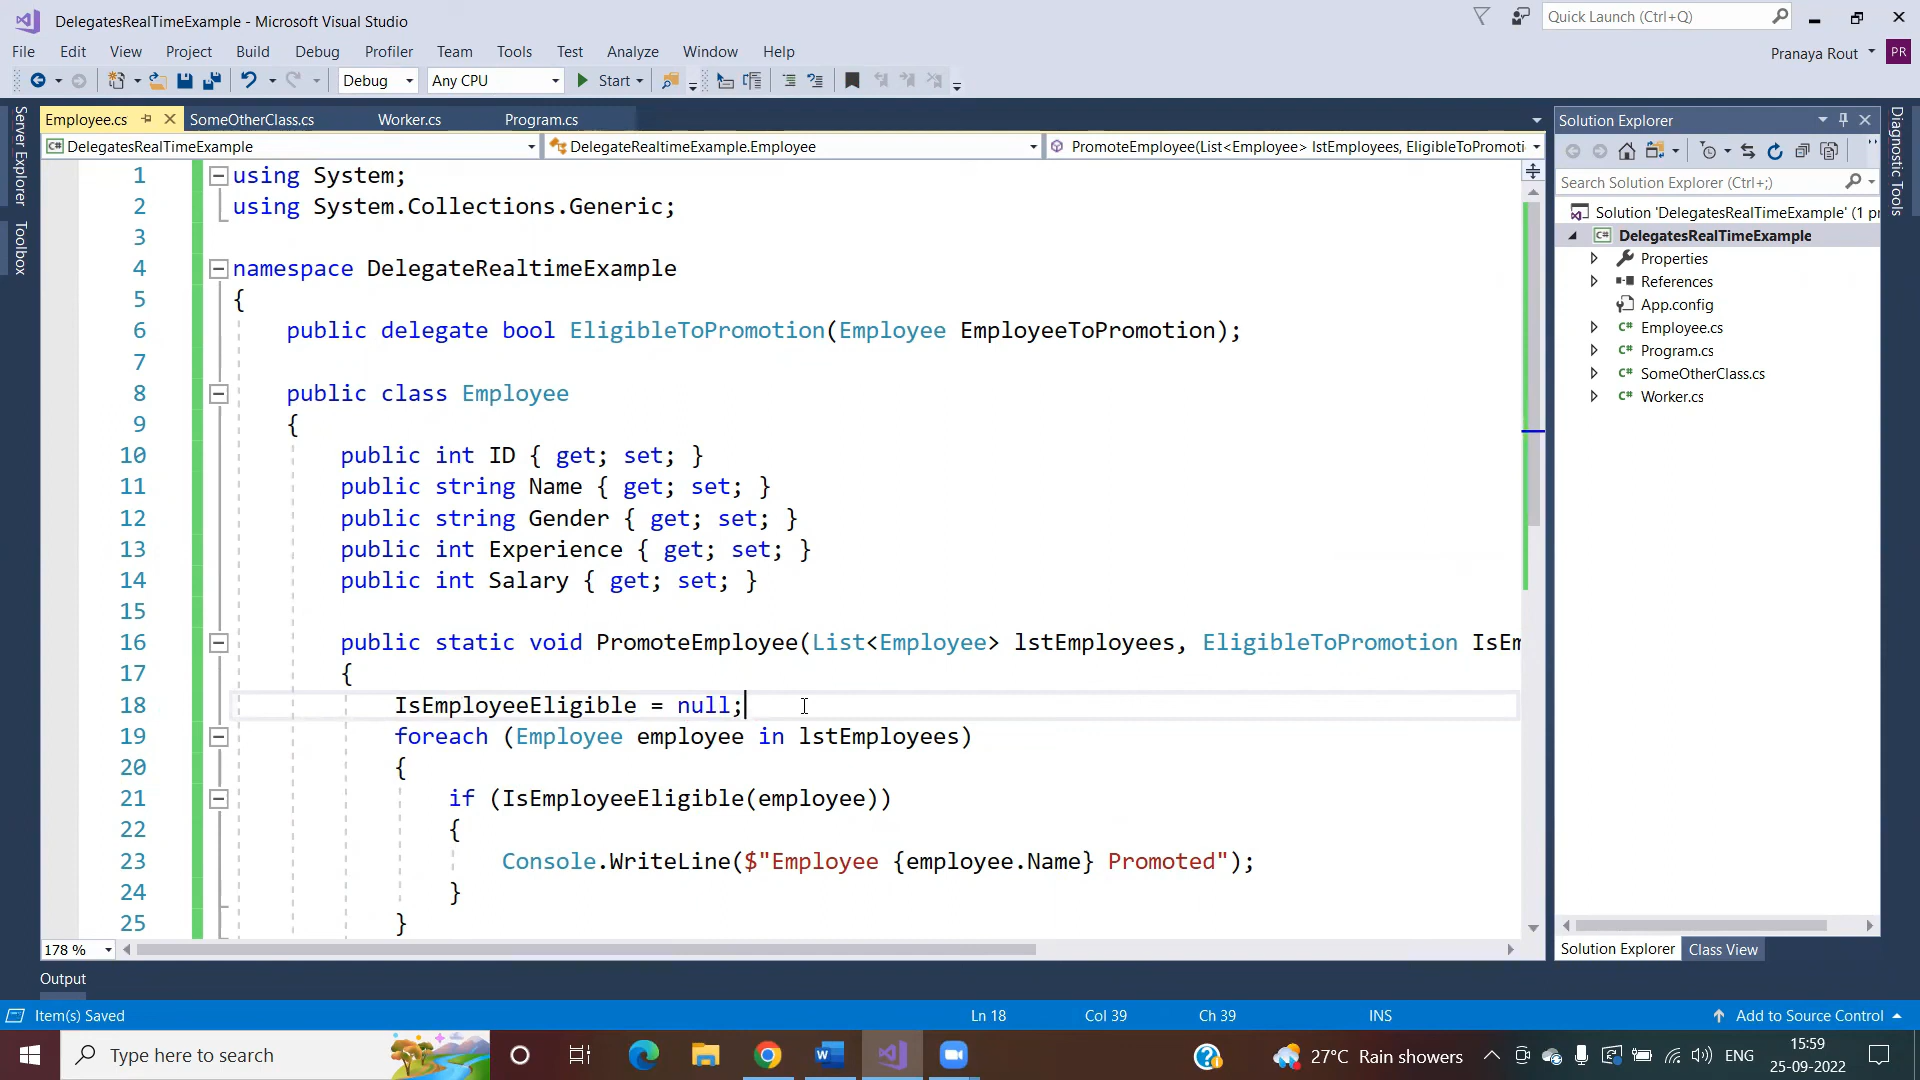 DelegatesRealTimeExample - Microsoft Visual Studio
Quick Launch (Ctrl+Q)
File Edit View Project Build Debug Profiler Team Tools Test Analyze Window Help
Pranaya Rout PR
Debug Any CPU Start
Server Explorer
Toolbox
Employee.cs SomeOtherClass.cs Worker.cs Program.cs
C# DelegatesRealTimeExample DelegateRealtimeExample.Employee PromoteEmployee(List<Employee> lstEmployees, EligibleToPromoti
1 using System;
2 using System.Collections.Generic;
3
4 namespace DelegateRealtimeExample
5 {
6 public delegate bool EligibleToPromotion(Employee EmployeeToPromotion);
7
8 public class Employee
9 {
10 public int ID { get; set; }
11 public string Name { get; set; }
12 public string Gender { get; set; }
13 public int Experience { get; set; }
14 public int Salary { get; set; }
15
16 public static void PromoteEmployee(List<Employee> lstEmployees, EligibleToPromotion IsEm
17 {
18 IsEmployeeEligible = null;
19 foreach (Employee employee in lstEmployees)
20 {
21 if (IsEmployeeEligible(employee))
22 {
23 Console.WriteLine($"Employee {employee.Name} Promoted");
24 }
25 }
178 %
Solution Explorer
Search Solution Explorer (Ctrl+;)
Solution 'DelegatesRealTimeExample' (1 pr
C# DelegatesRealTimeExample
Properties
References
App.config
C# Employee.cs
C# Program.cs
C# SomeOtherClass.cs
C# Worker.cs
Solution Explorer Class View
Diagnostic Tools
Output
Item(s) Saved Ln 18 Col 39 Ch 39 INS Add to Source Control
Type here to search
27°C Rain showers
ENG
15:59
25-09-2022